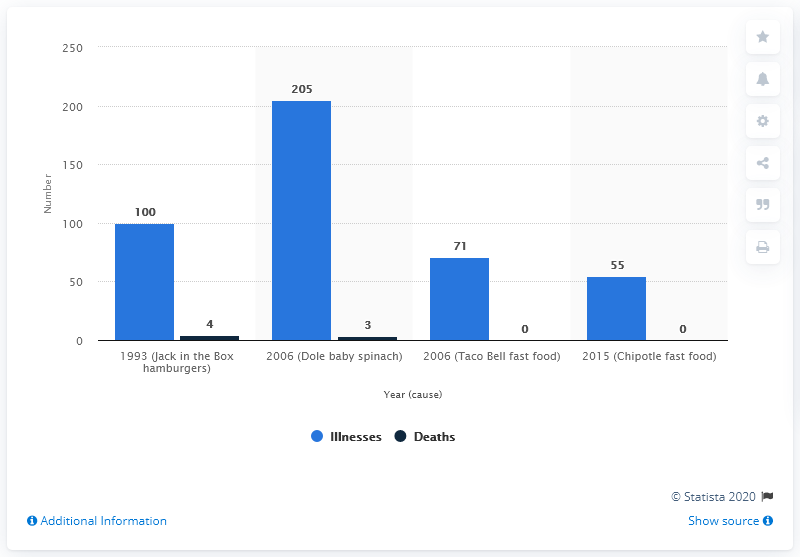 250
200
150
100
50
0
Number
100
4
205
3
71
0
55
0
1993 (Jack in the Box
hamburgers)
2006 (Dole baby spinach)
2006 (Taco Bell fast food)
2015 (Chipotle fast food)
Year (cause)
Illnesses
Deaths
© Statista 2020
Additional Information
Show source